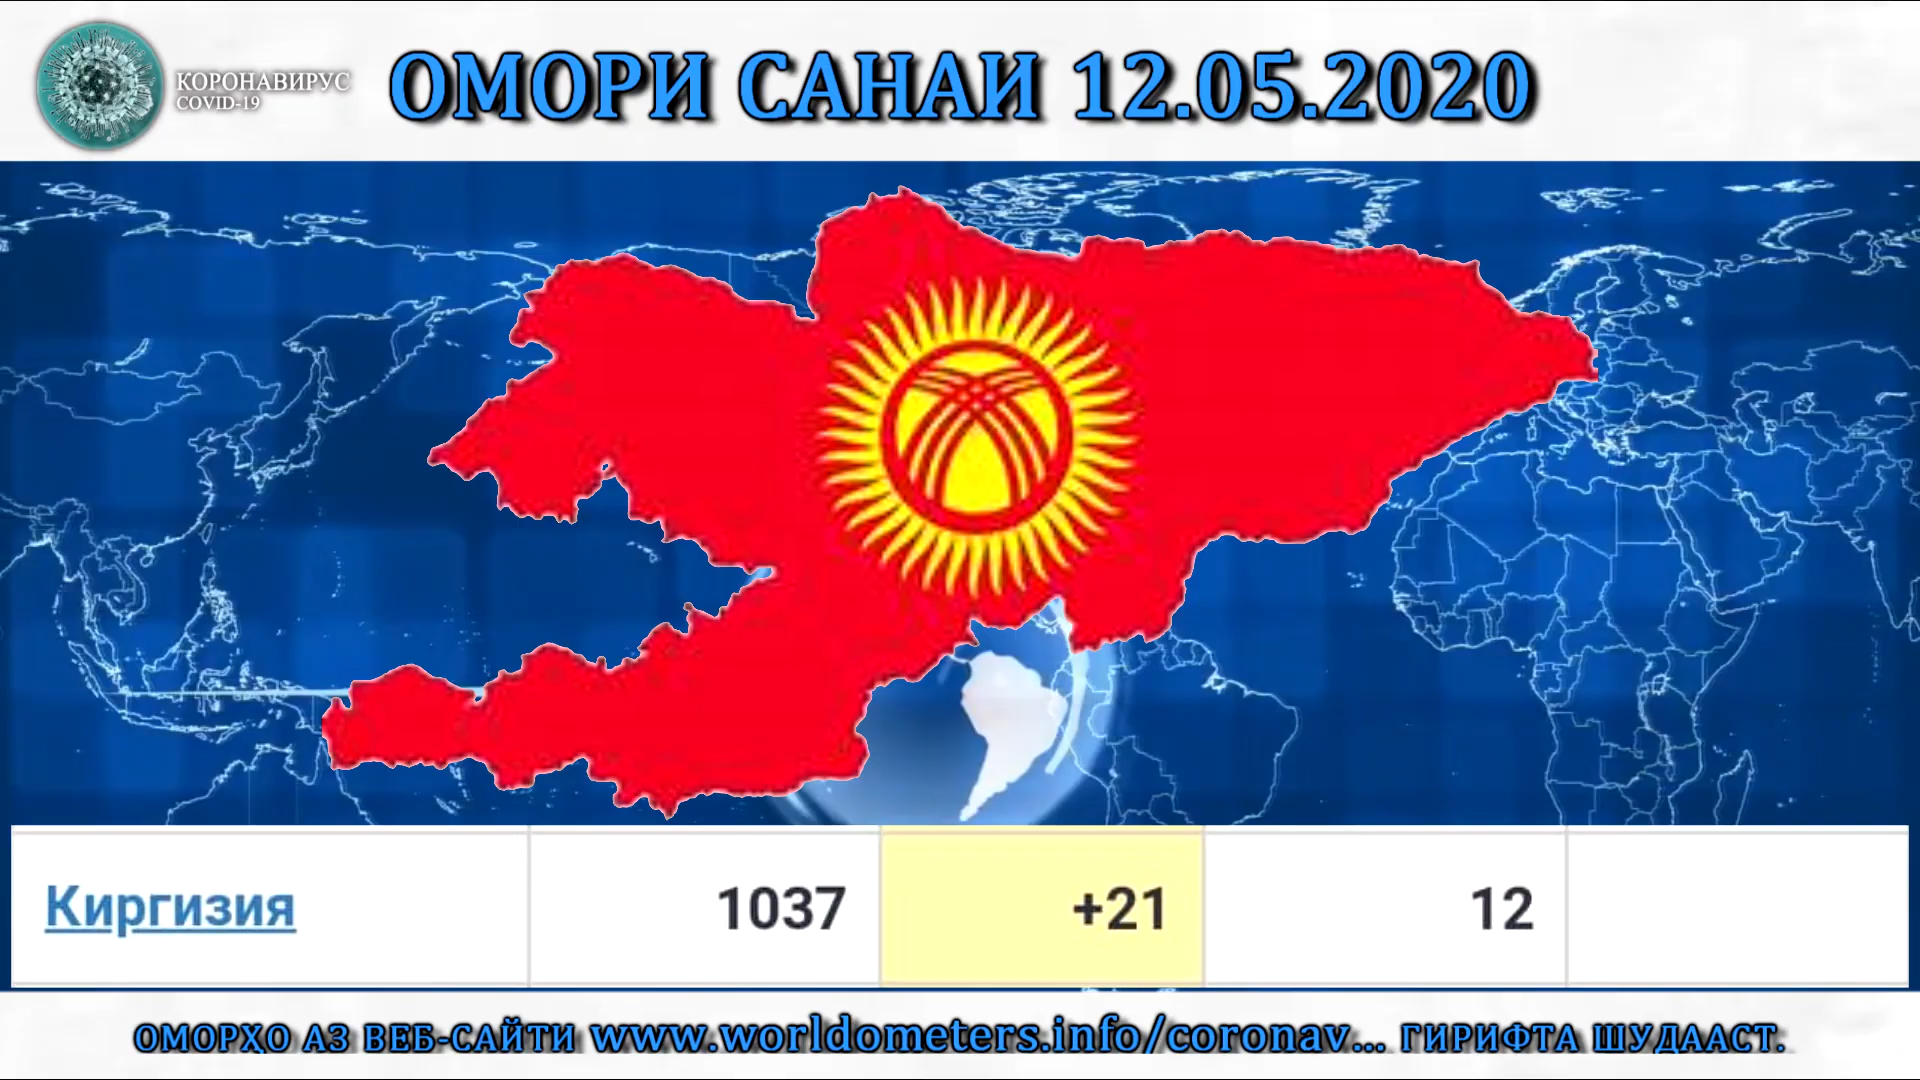 КОРОНАВИРУС
COVID-19
ОМОРИ САНАИ 12.05.2020
Киргизия 1037 +21 12
ОМОРҲО АЗ ВЕБ-САЙТИ www.worldometers.info/coronav... ГИРИФТА ШУДААСТ.